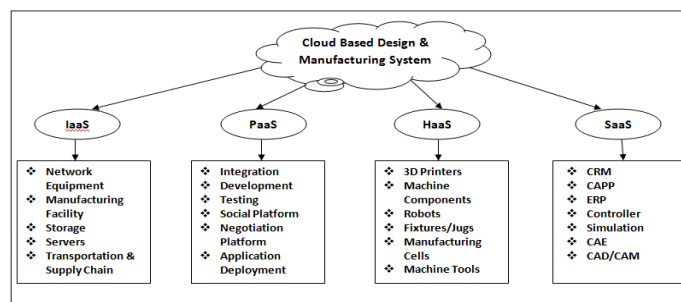 Cloud Based Design &
Manufacturing System
IaaS
PaaS
HaaS
SaaS
❖ Network
Equipment
❖ Manufacturing
Facility
❖ Storage
❖ Servers
❖ Transportation &
Supply Chain
❖ Integration
❖ Development
❖ Testing
❖ Social Platform
❖ Negotiation
Platform
❖ Application
Deployment
❖ 3D Printers
❖ Machine
Components
❖ Robots
❖ Fixtures/Jugs
❖ Manufacturing
Cells
❖ Machine Tools
❖ CRM
❖ CAPP
❖ ERP
❖ Controller
❖ Simulation
❖ CAE
❖ CAD/CAM